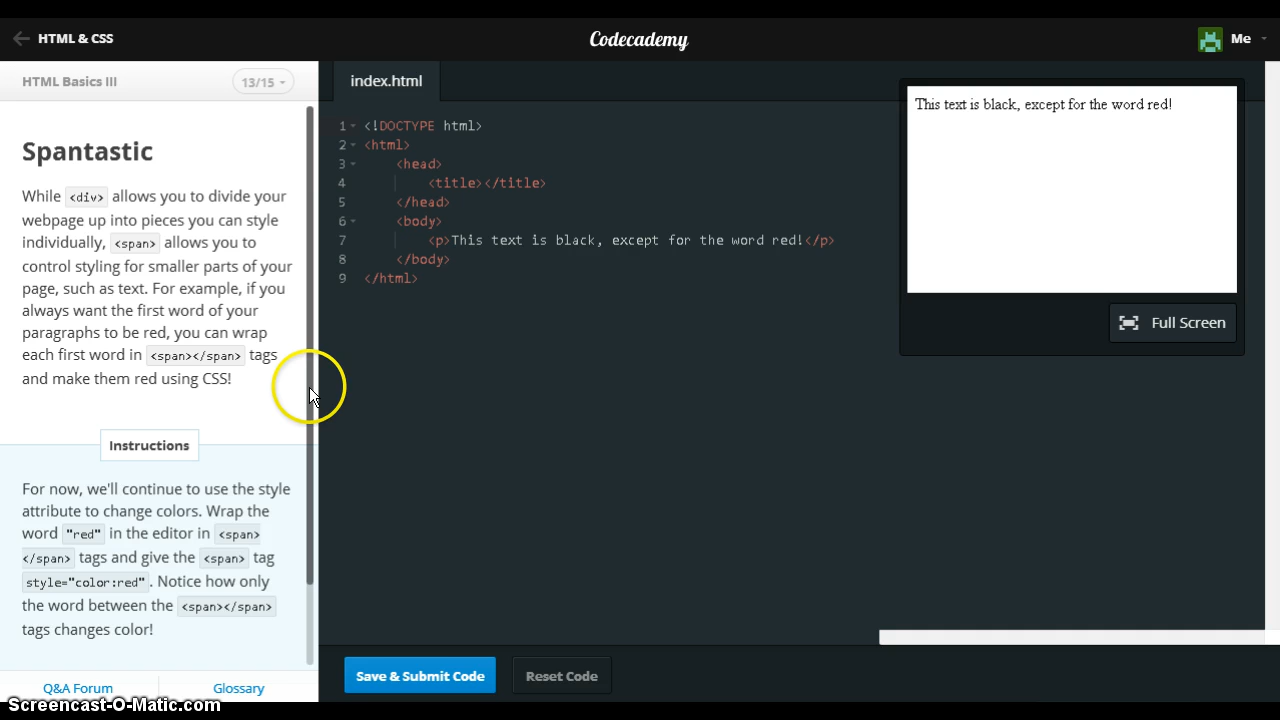 HTML & CSS
Codecademy
Me
HTML Basics III
13/15
index.html
Spantastic
While <div> allows you to divide your
webpage up into pieces you can style
individually, <span> allows you to
control styling for smaller parts of your
page, such as text. For example, if you
always want the first word of your
paragraphs to be red, you can wrap
each first word in <span></span> tags
and make them red using CSS!
Instructions
For now, we'll continue to use the style
attribute to change colors. Wrap the
word "red" in the editor in <span>
</span> tags and give the <span> tag
style="color:red". Notice how only
the word between the <span></span>
tags changes color!
Q&A Forum
Glossary
1 <!DOCTYPE html>
2 <html>
3 <head>
4 <title></title>
5 </head>
6 <body>
7 <p>This text is black, except for the word red!</p>
8 </body>
9 </html>
This text is black, except for the word red!
Full Screen
Save & Submit Code
Reset Code
Screencast-O-Matic.com